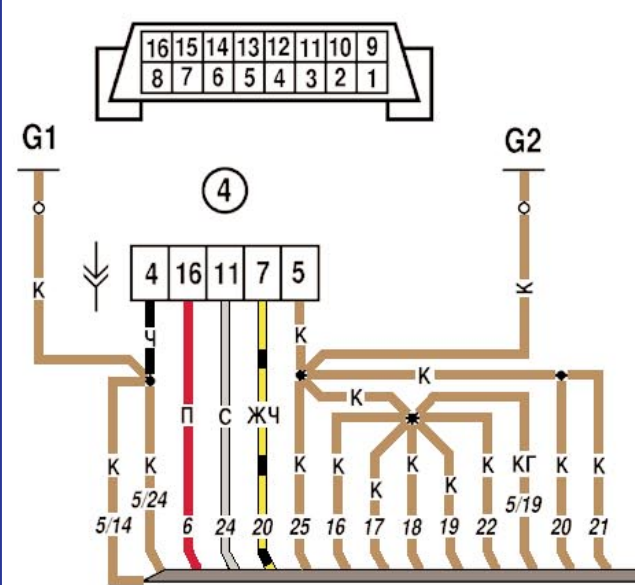 16 15 14 13 12 11 10 9
8 7 6 5 4 3 2 1
G1 G2
4
4 16 11 7 5
К К
Ч К
К К
П С ЖЧ
К К К К К К КГ К К
К К
5/24 5/19
5/14 6 24 20 25 16 17 18 19 22 20 21